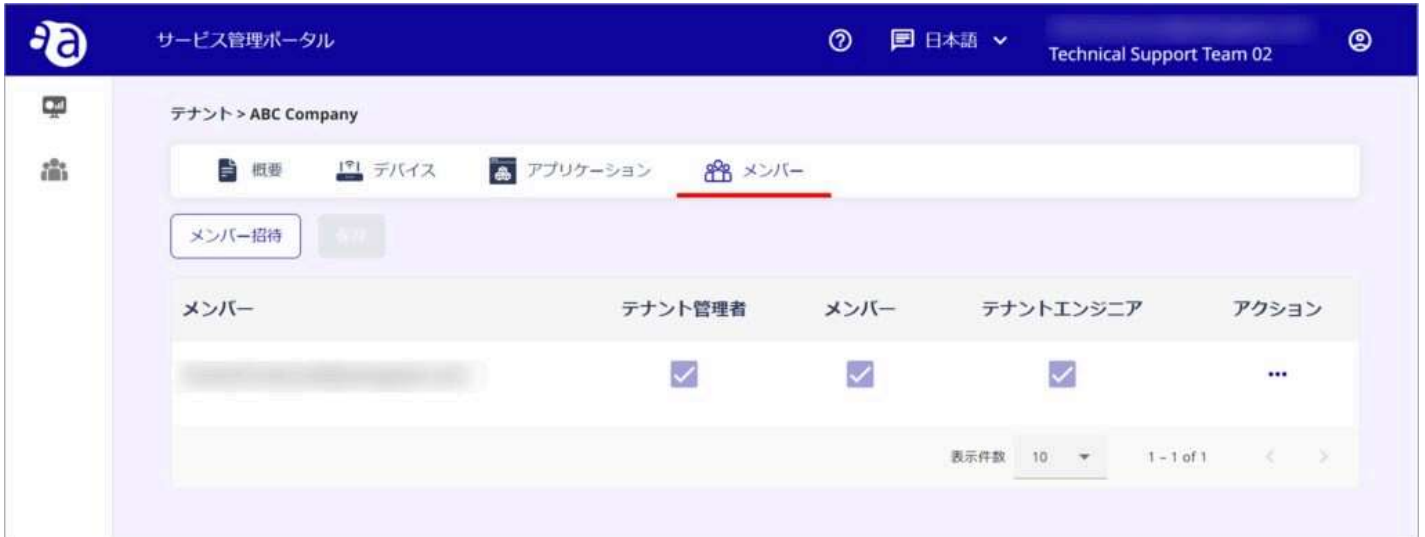 サービス管理ポータル
日本語
Technical Support Team 02
テナント > ABC Company
概要 デバイス アプリケーション メンバー
メンバー招待
メンバー テナント管理者 メンバー テナントエンジニア アクション
表示件数 10 1 – 1 of 1